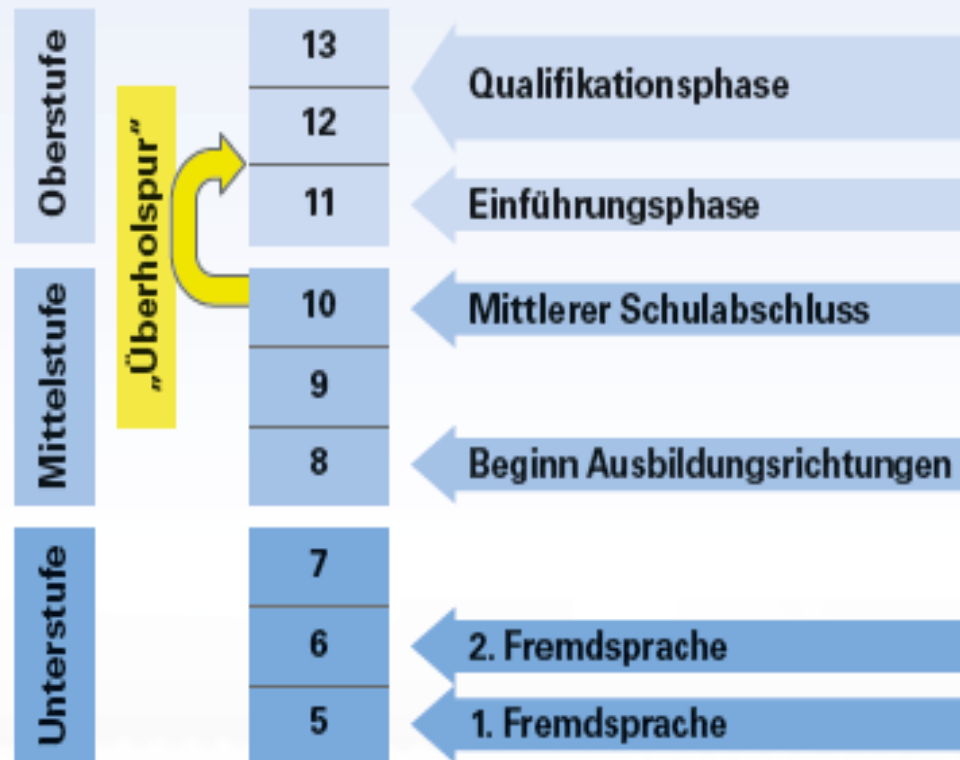 Oberstufe
Mittelstufe
Unterstufe
„Überholspur“
13
12
11
10
9
8
7
6
5
Qualifikationsphase
Einführungsphase
Mittlerer Schulabschluss
Beginn Ausbildungsrichtungen
2. Fremdsprache
1. Fremdsprache